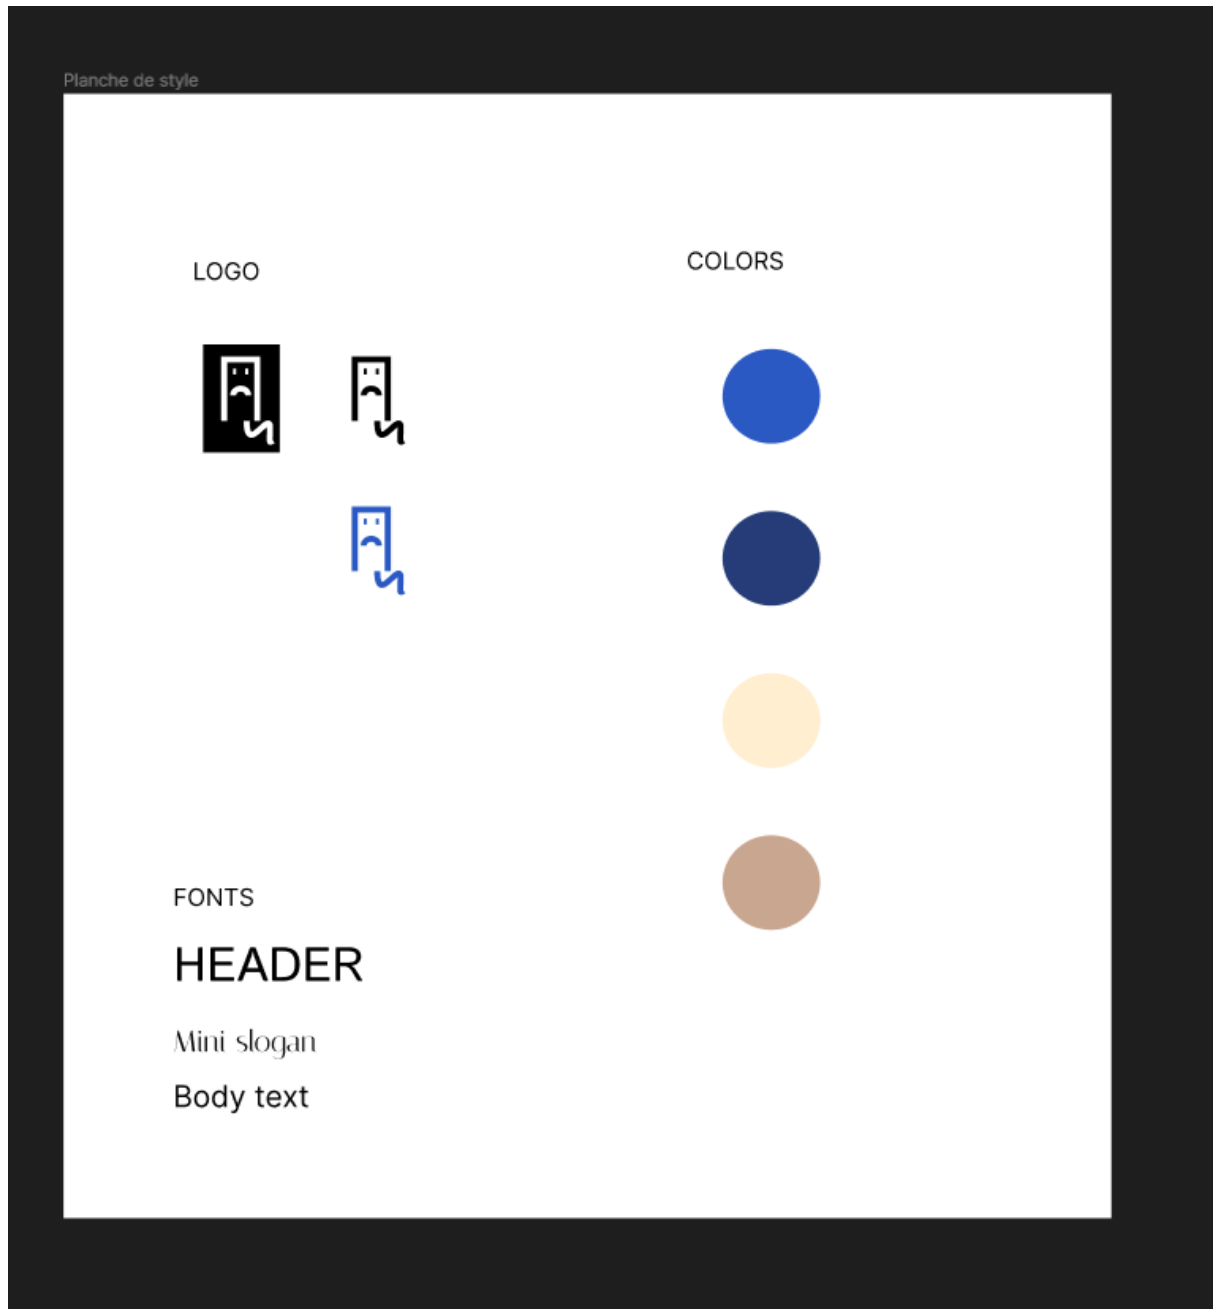 Planche de style
LOGO
COLORS
FONTS
HEADER
Mini slogan
Body text